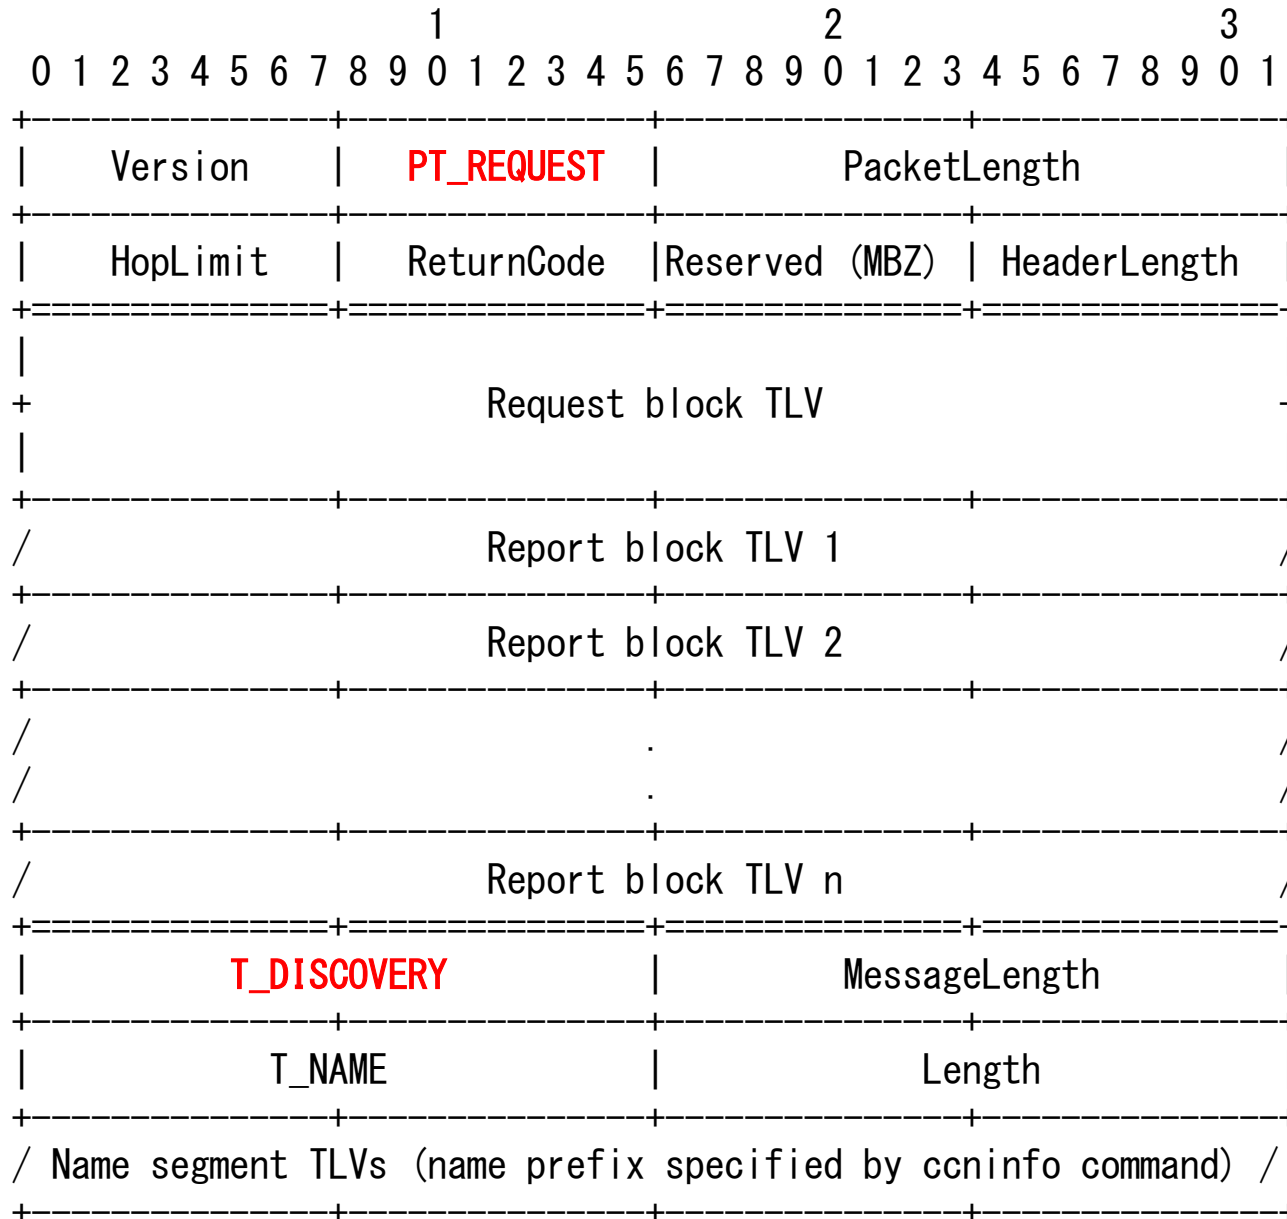 1                   2                   3
 0 1 2 3 4 5 6 7 8 9 0 1 2 3 4 5 6 7 8 9 0 1 2 3 4 5 6 7 8 9 0 1
+---------------+---------------+---------------+---------------
|    Version    |   PT_REQUEST  |         PacketLength          |
+---------------+---------------+---------------+---------------
|    HopLimit   |   ReturnCode  |Reserved (MBZ) | HeaderLength  |
+===============+===============+===============+===============+
|
+                       Request block TLV                       +
|
+---------------+---------------+---------------+---------------
/                       Report block TLV 1                      /
+---------------+---------------+---------------+---------------
/                       Report block TLV 2                      /
+---------------+---------------+---------------+---------------
/                               .                               /
/                               .                               /
+---------------+---------------+---------------+---------------
/                       Report block TLV n                      /
+===============+===============+===============+===============+
|          T_DISCOVERY          |         MessageLength         |
+---------------+---------------+---------------+---------------
|            T_NAME             |             Length            |
+---------------+---------------+---------------+---------------
/ Name segment TLVs (name prefix specified by ccninfo command) /
+---------------+---------------+---------------+---------------